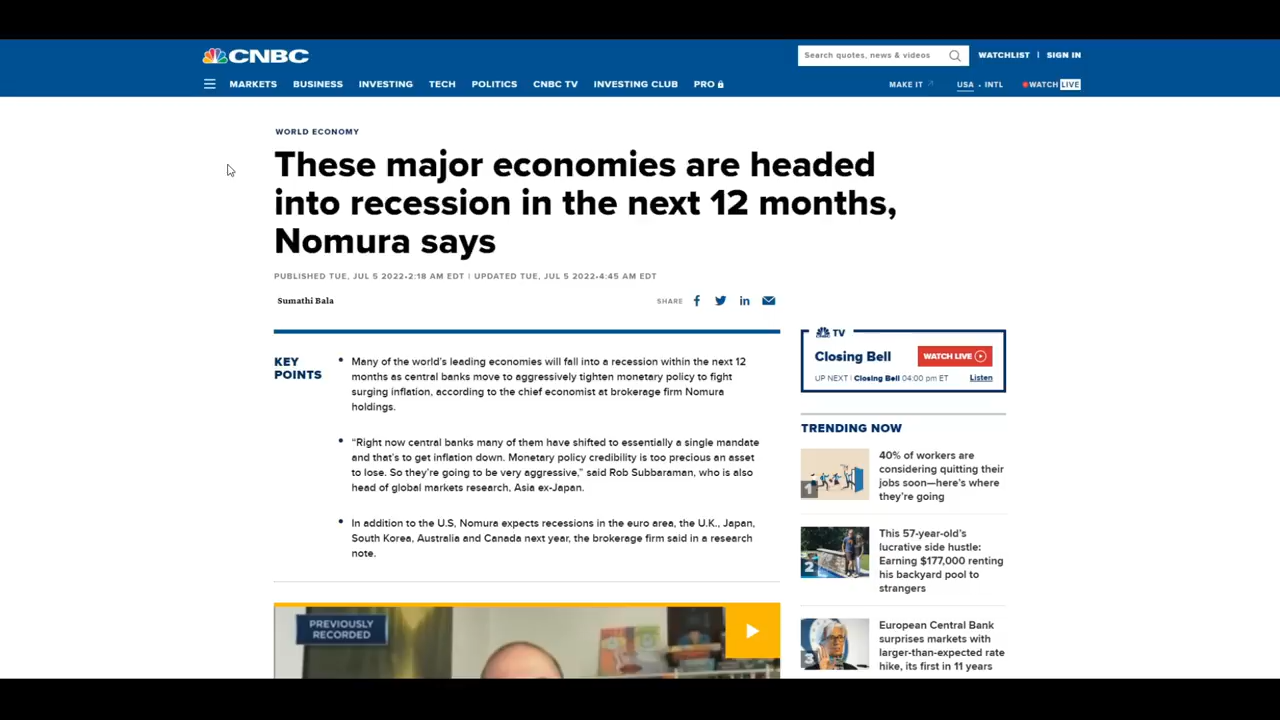 CNBC
Search quotes, news & videos
WATCHLIST | SIGN IN
MARKETS BUSINESS INVESTING TECH POLITICS CNBC TV INVESTING CLUB PRO
MAKE IT USA • INTL WATCH LIVE
WORLD ECONOMY
These major economies are headed
into recession in the next 12 months,
Nomura says
PUBLISHED TUE, JUL 5 2022•2:18 AM EDT | UPDATED TUE, JUL 5 2022•4:45 AM EDT
Sumathi Bala
SHARE
KEY
POINTS
• Many of the world's leading economies will fall into a recession within the next 12
months as central banks move to aggressively tighten monetary policy to fight
surging inflation, according to the chief economist at brokerage firm Nomura
holdings.
• “Right now central banks many of them have shifted to essentially a single mandate
and that's to get inflation down. Monetary policy credibility is too precious an asset
to lose. So they're going to be very aggressive,” said Rob Subbaraman, who is also
head of global markets research, Asia ex-Japan.
• In addition to the U.S, Nomura expects recessions in the euro area, the U.K., Japan,
South Korea, Australia and Canada next year, the brokerage firm said in a research
note.
PREVIOUSLY
RECORDED
TV
Closing Bell
WATCH LIVE
UP NEXT | Closing Bell 04:00 pm ET
Listen
TRENDING NOW
1
40% of workers are
considering quitting their
jobs soon—here's where
they're going
2
This 57-year-old's
lucrative side hustle:
Earning $177,000 renting
his backyard pool to
strangers
3
European Central Bank
surprises markets with
larger-than-expected rate
hike, its first in 11 years